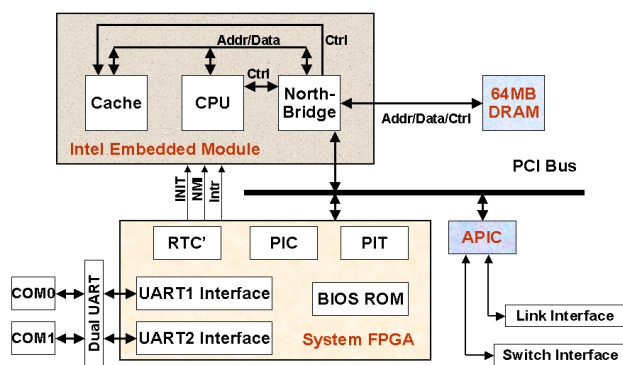 Addr/Data
Ctrl
Ctrl
Cache
CPU
North-
Bridge
Intel Embedded Module
Addr/Data/Ctrl
64MB
DRAM
PCI Bus
INIT
NMI
Intr
RTC'
PIC
PIT
APIC
COM0
COM1
Dual UART
UART1 Interface
UART2 Interface
BIOS ROM
System FPGA
Link Interface
Switch Interface